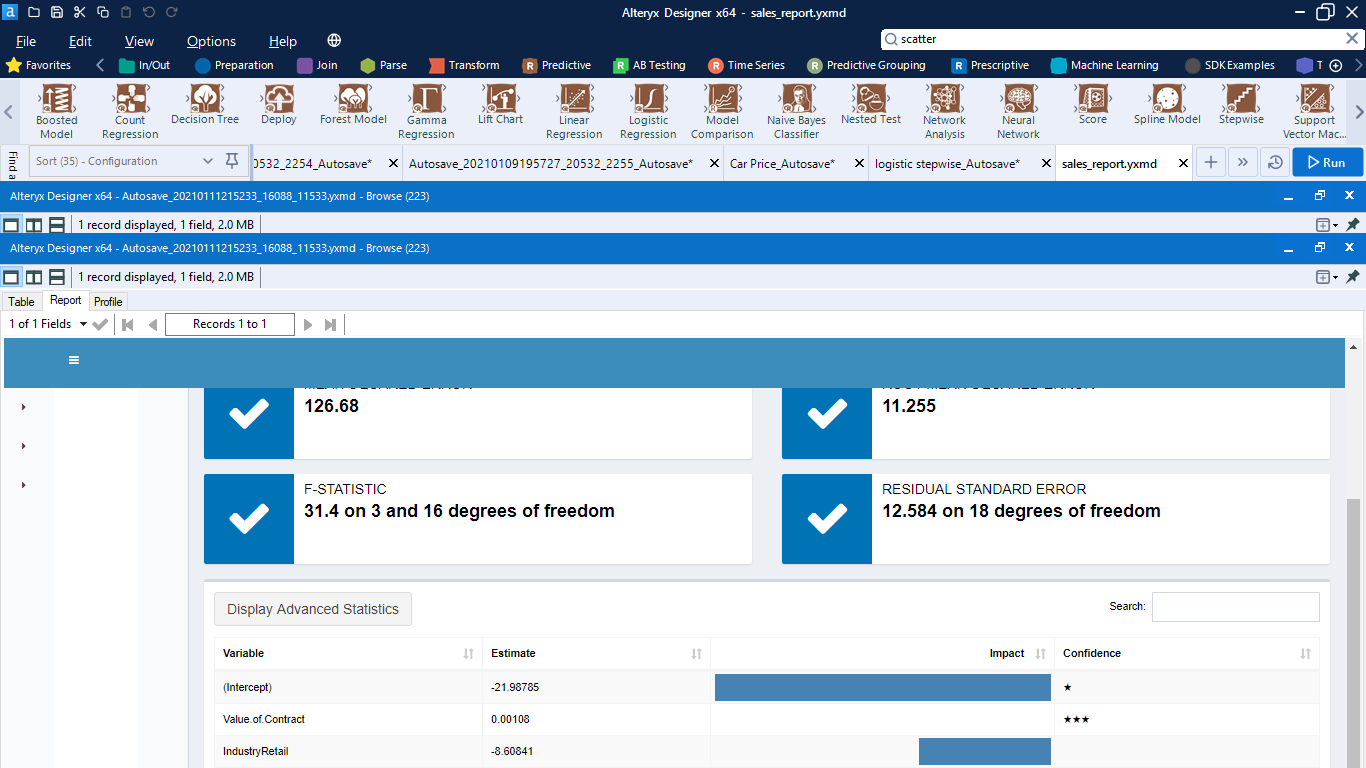 Alteryx Designer x64 - sales_report.yxmd
File Edit View Options Help
scatter
Favorites In/Out Preparation Join Parse Transform Predictive AB Testing Time Series Predictive Grouping Prescriptive Machine Learning SDK Examples T
Boosted Model
Count Regression
Decision Tree
Deploy
Forest Model
Gamma Regression
Lift Chart
Linear Regression
Logistic Regression
Model Comparison
Naive Bayes Classifier
Nested Test
Network Analysis
Neural Network
Score
Spline Model
Stepwise
Support Vector Mac...
Find a
Sort (35) - Configuration
0532_2254_Autosave*
Autosave_20210109195727_20532_2255_Autosave*
Car Price_Autosave*
logistic stepwise_Autosave*
sales_report.yxmd
Run
Alteryx Designer x64 - Autosave_20210111215233_16088_11533.yxmd - Browse (223)
1 record displayed, 1 field, 2.0 MB
Alteryx Designer x64 - Autosave_20210111215233_16088_11533.yxmd - Browse (223)
1 record displayed, 1 field, 2.0 MB
Table Report Profile
1 of 1 Fields Records 1 to 1
126.68
11.255
F-STATISTIC
31.4 on 3 and 16 degrees of freedom
RESIDUAL STANDARD ERROR
12.584 on 18 degrees of freedom
Display Advanced Statistics
Search:
Variable Estimate Impact Confidence
(Intercept) -21.98785 ★
Value.of.Contract 0.00108 ★★★
IndustryRetail -8.60841